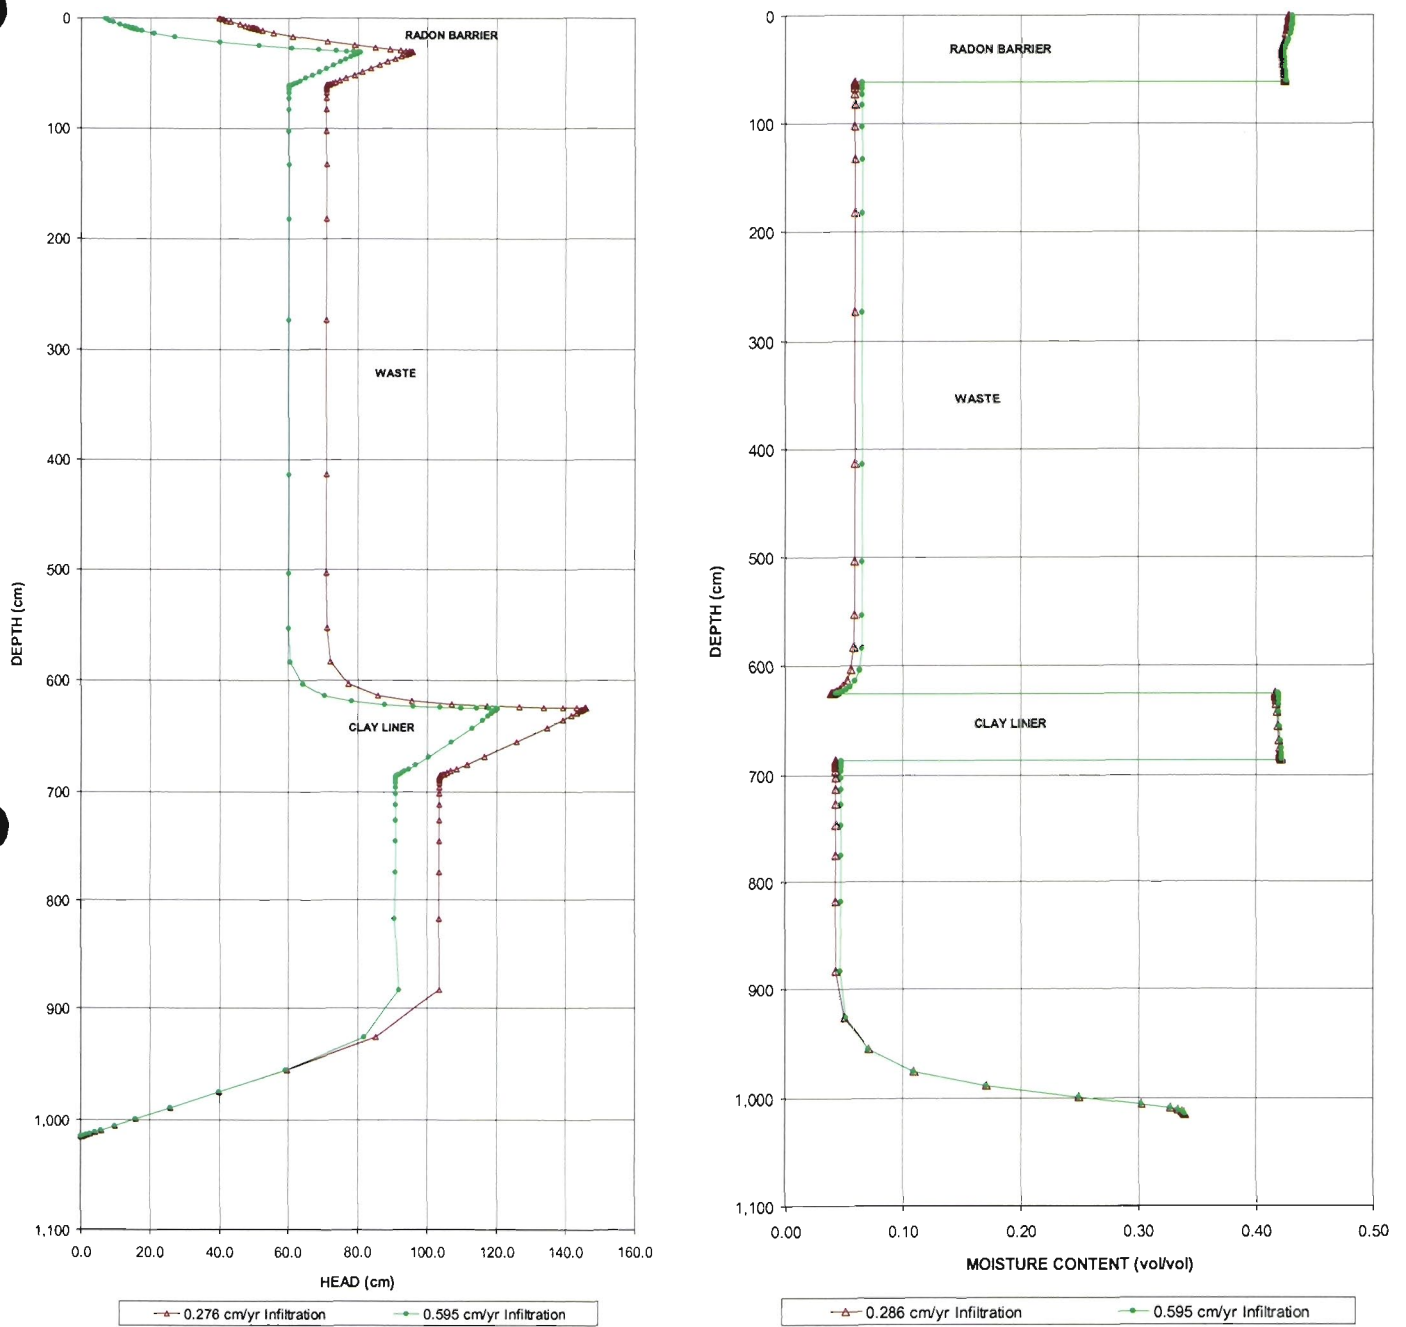 0
100
200
300
400
500
600
700
800
900
1,000
1,100
DEPTH (cm)
RADON BARRIER
WASTE
CLAY LINER
0.0 20.0 40.0 60.0 80.0 100.0 120.0 140.0 160.0
HEAD (cm)
0.276 cm/yr Infiltration 0.595 cm/yr Infiltration
0
100
200
300
400
500
600
700
800
900
1,000
1,100
DEPTH (cm)
RADON BARRIER
WASTE
CLAY LINER
0.00 0.10 0.20 0.30 0.40 0.50
MOISTURE CONTENT (vol/vol)
0.286 cm/yr Infiltration 0.595 cm/yr Infiltration